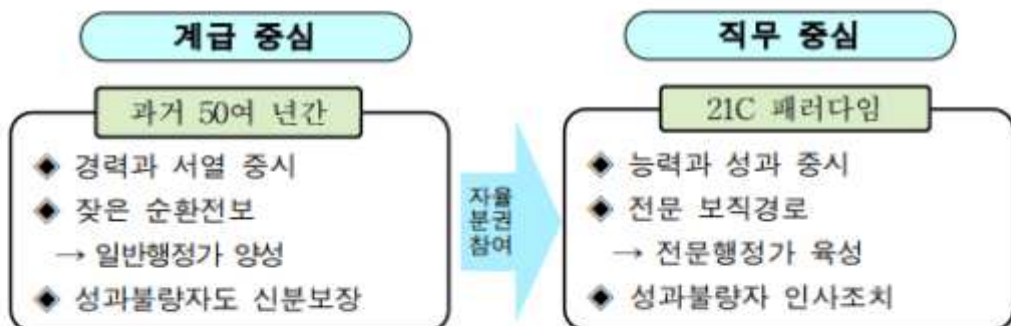 계급 중심
과거 50여 년간
◆ 경력과 서열 중시
◆ 잦은 순환전보
→ 일반행정가 양성
◆ 성과불량자도 신분보장
자율
분권
참여
직무 중심
21C 패러다임
◆ 능력과 성과 중시
◆ 전문 보직경로
→ 전문행정가 육성
◆ 성과불량자 인사조치